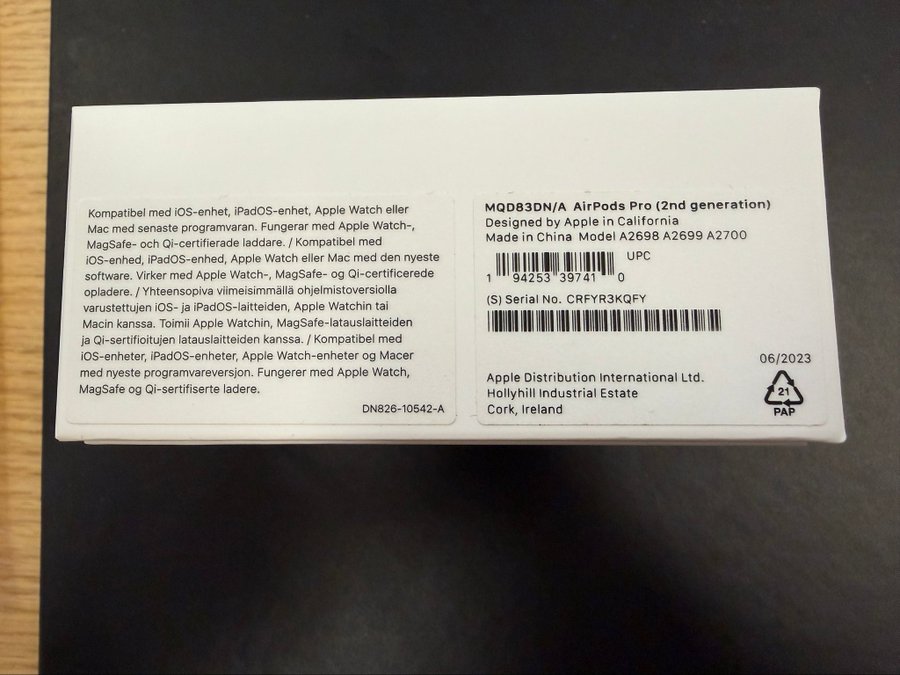 Kompatibel med iOS-enhet, iPadOS-enhet, Apple Watch eller
Mac med senaste programvaran. Fungerar med Apple Watch-,
MagSafe- och Qi-certifierade laddare. / Kompatibel med
iOS-enhed, iPadOS-enhed, Apple Watch eller Mac med den nyeste
software. Virker med Apple Watch-, MagSafe- og Qi-certificerede
opladere. / Yhteensopiva viimeisimmällä ohjelmistoversiolla
varustettujen iOS- ja iPadOS-laitteiden, Apple Watchin tai
Macin kanssa. Toimii Apple Watchin, MagSafe-latauslaitteiden
ja Qi-sertifioitujen latauslaitteiden kanssa. / Kompatibel med
iOS-enheter, iPadOS-enheter, Apple Watch-enheter og Macer
med nyeste programvareversjon. Fungerer med Apple Watch,
MagSafe og Qi-sertifiserte ladere.
DN826-10542-A
MQD83DN/A AirPods Pro (2nd generation)
Designed by Apple in California
Made in China Model A2698 A2699 A2700
UPC
1 94253 39741 0
(S) Serial No. CRFYR3KQFY
06/2023
Apple Distribution International Ltd.
Hollyhill Industrial Estate
Cork, Ireland
21
PAP